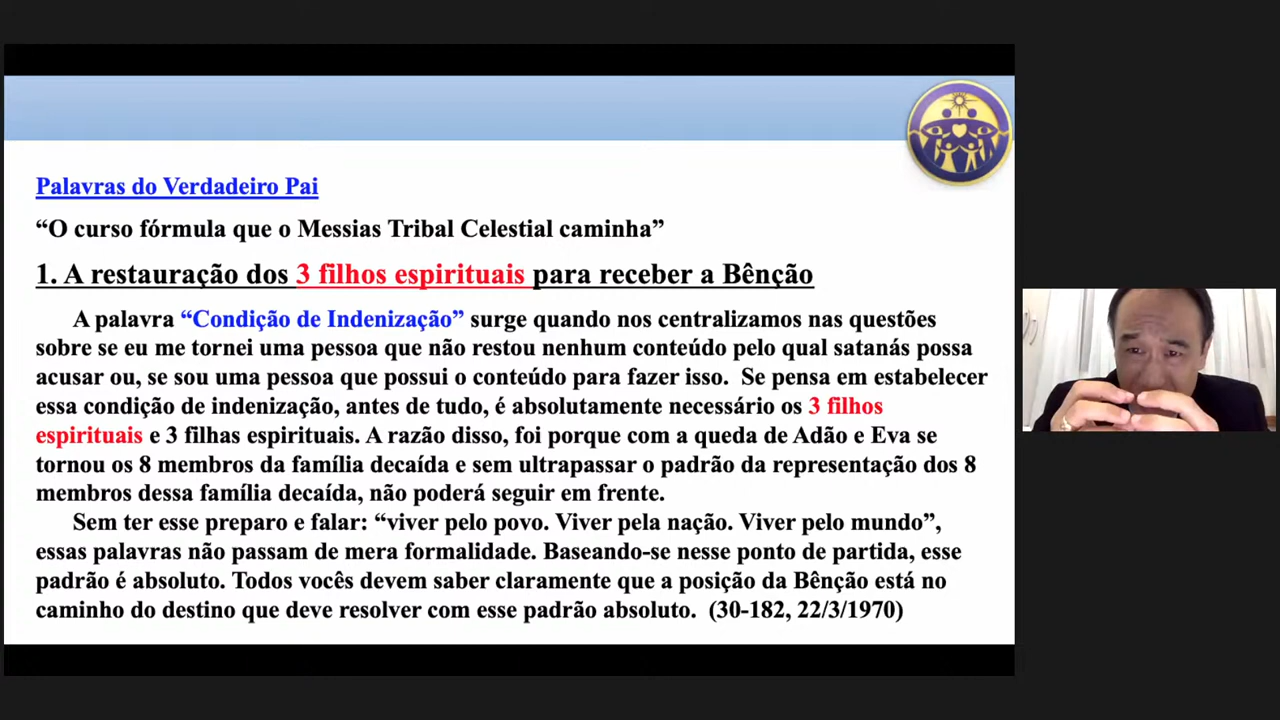 Palavras do Verdadeiro Pai
“O curso fórmula que o Messias Tribal Celestial caminha”
1. A restauração dos 3 filhos espirituais para receber a Bênção
A palavra “Condição de Indenização” surge quando nos centralizamos nas questões
sobre se eu me tornei uma pessoa que não restou nenhum conteúdo pelo qual satanás possa
acusar ou, se sou uma pessoa que possui o conteúdo para fazer isso. Se pensa em estabelecer
essa condição de indenização, antes de tudo, é absolutamente necessário os 3 filhos
espirituais e 3 filhas espirituais. A razão disso, foi porque com a queda de Adão e Eva se
tornou os 8 membros da família decaída e sem ultrapassar o padrão da representação dos 8
membros dessa família decaída, não poderá seguir em frente.
Sem ter esse preparo e falar: “viver pelo povo. Viver pela nação. Viver pelo mundo”,
essas palavras não passam de mera formalidade. Baseando-se nesse ponto de partida, esse
padrão é absoluto. Todos vocês devem saber claramente que a posição da Bênção está no
caminho do destino que deve resolver com esse padrão absoluto. (30-182, 22/3/1970)